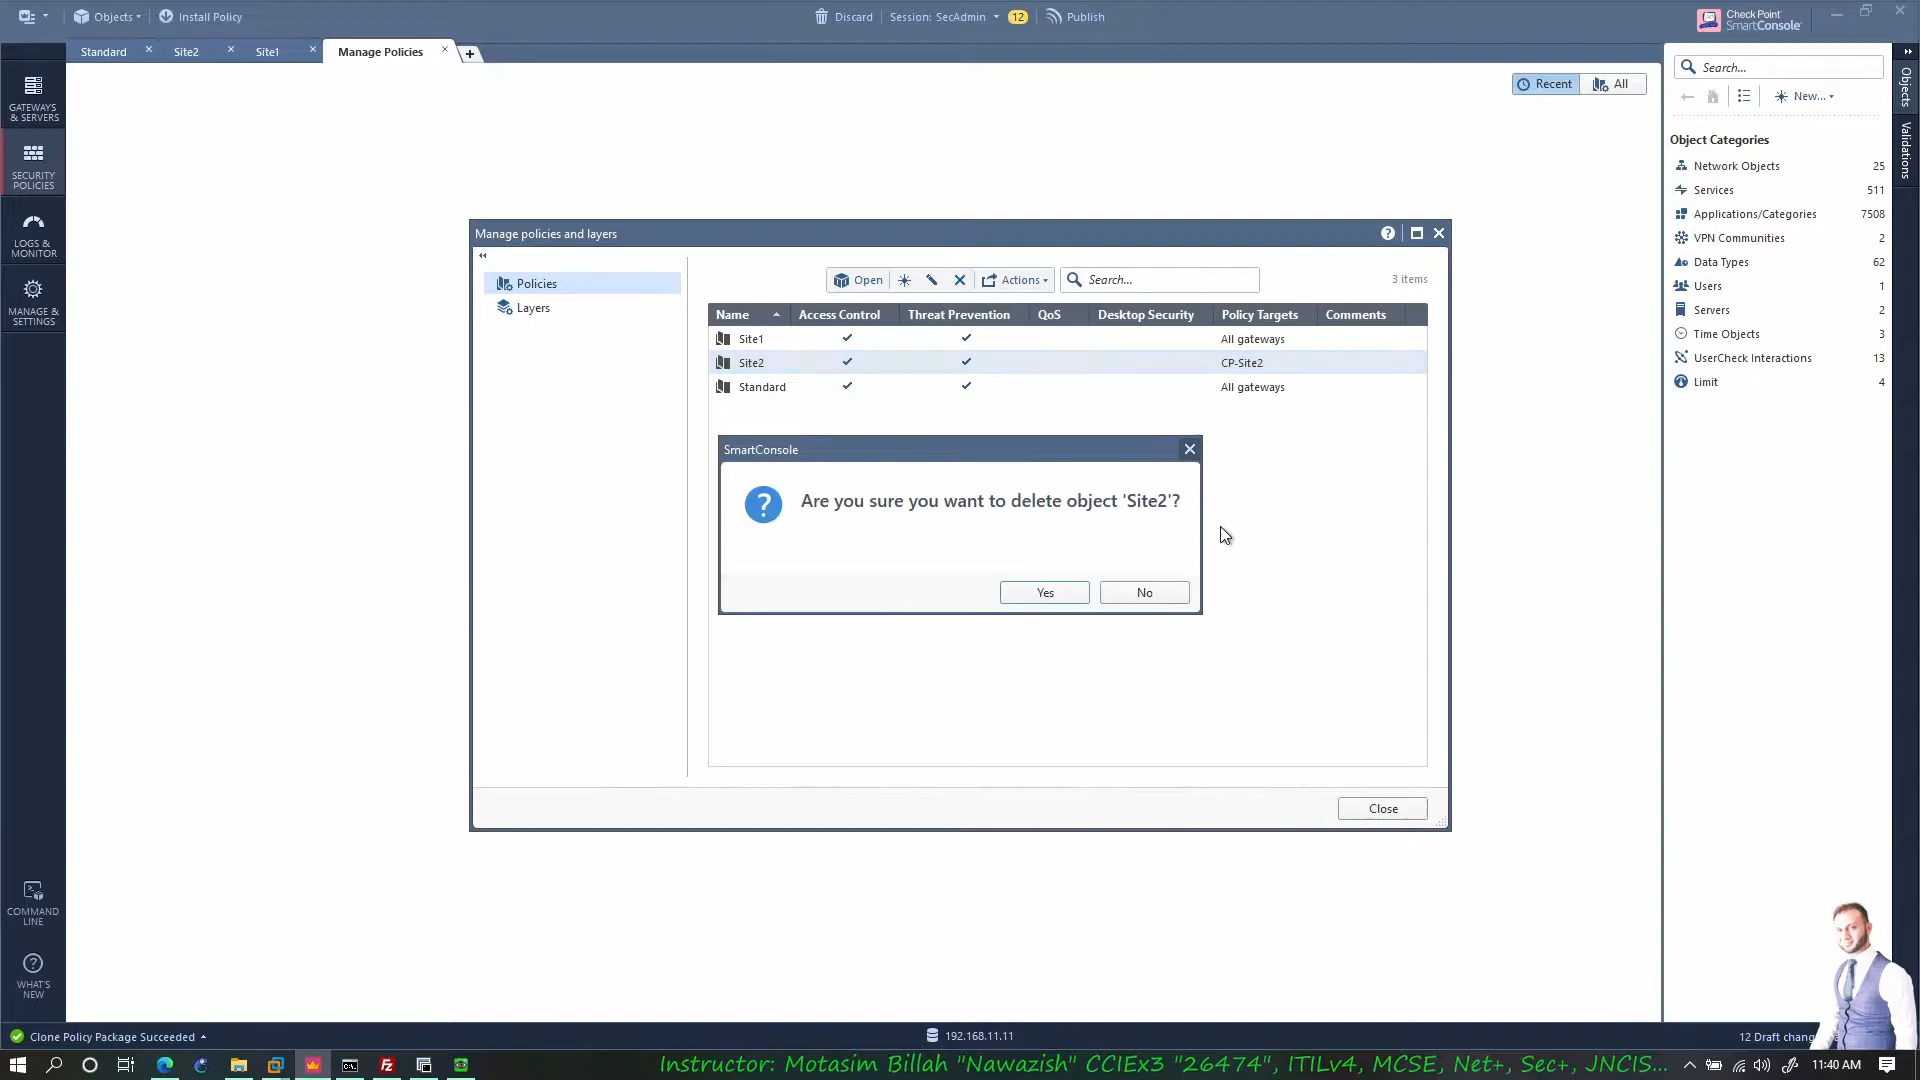 Objects
Install Policy
Discard
Session: SecAdmin
12
Publish
Check Point
SmartConsole
Standard
Site2
Site1
Manage Policies
Recent
All
Search...
New...
Objects
Validations
GATEWAYS
& SERVERS
SECURITY
POLICIES
LOGS &
MONITOR
MANAGE &
SETTINGS
COMMAND
LINE
WHAT'S
NEW
Object Categories
Network Objects 25
Services 511
Applications/Categories 7508
VPN Communities 2
Data Types 62
Users 1
Servers 2
Time Objects 3
UserCheck Interactions 13
Limit 4
Manage policies and layers
Policies
Layers
Open
Actions
Search...
3 items
Name Access Control Threat Prevention QoS Desktop Security Policy Targets Comments
Site1 All gateways
Site2 CP-Site2
Standard All gateways
SmartConsole
Are you sure you want to delete object 'Site2'?
Yes
No
Close
Clone Policy Package Succeeded
192.168.11.11
12 Draft chang
Instructor: Motasim Billah "Nawazish" CCIEx3 "26474", ITILv4, MCSE, Net+, Sec+, JNCIS...
11:40 AM